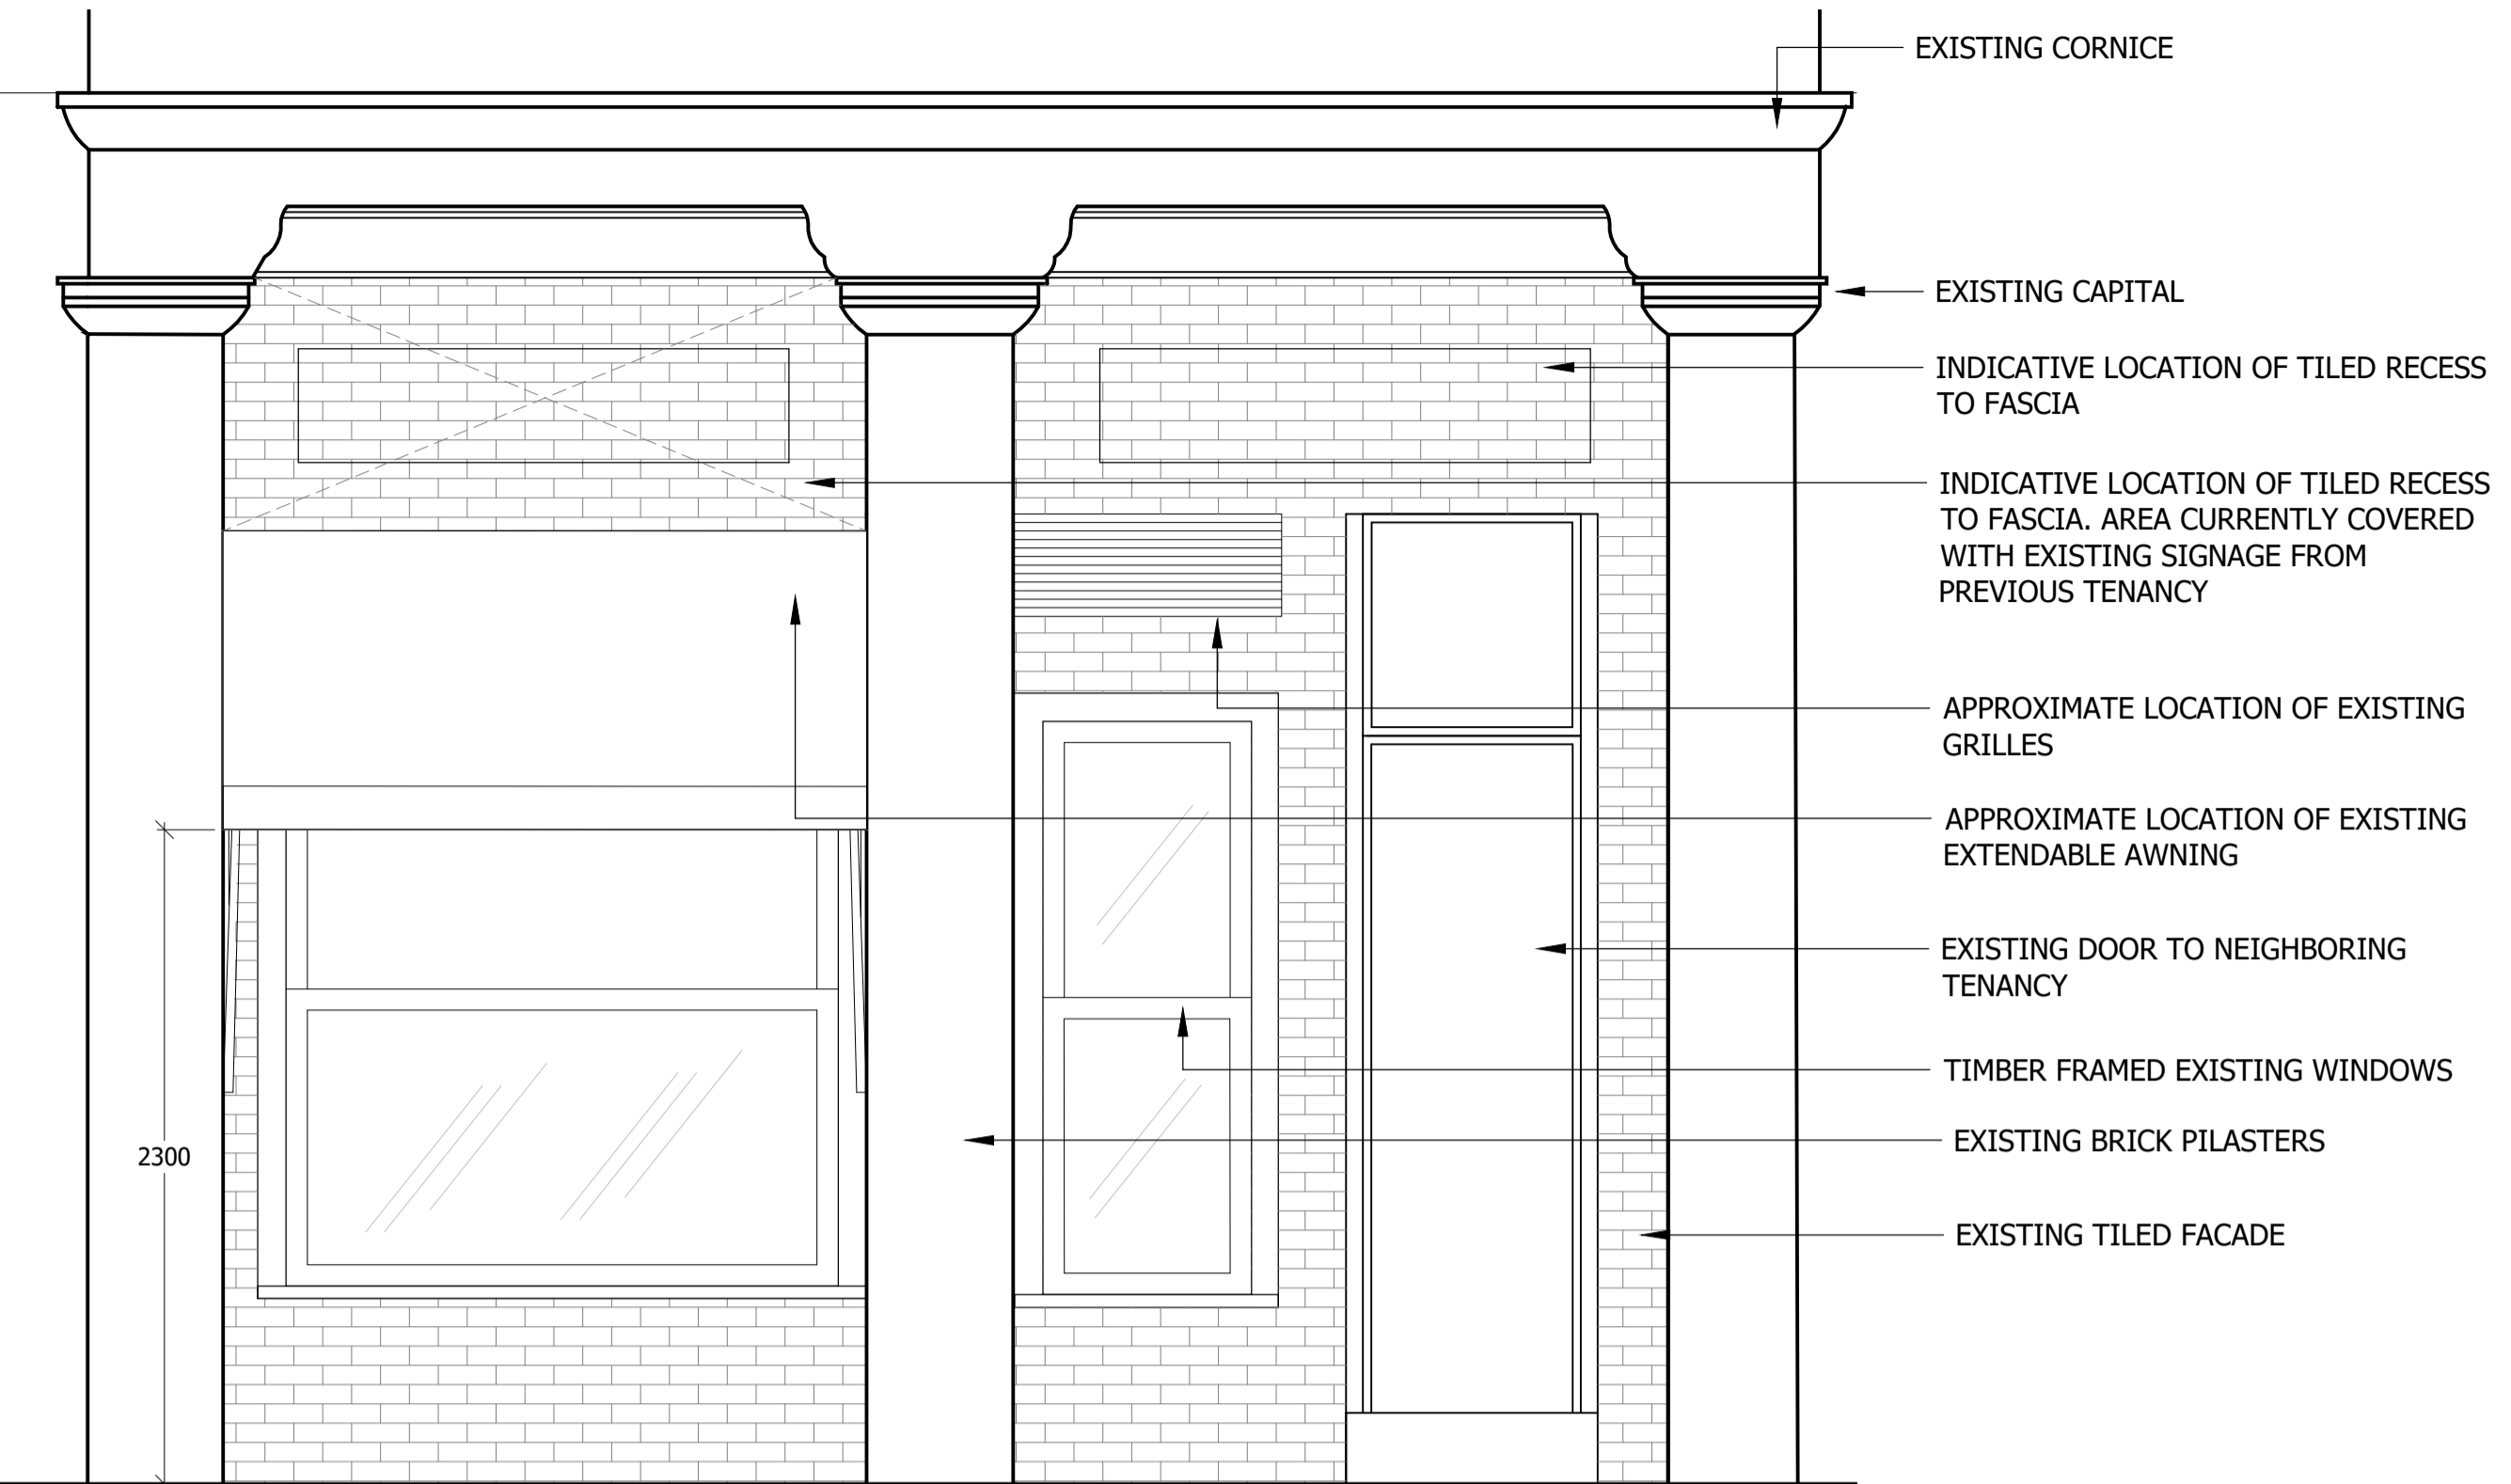 EXISTING CORNICE
EXISTING CAPITAL
INDICATIVE LOCATION OF TILED RECESS
TO FASCIA
INDICATIVE LOCATION OF TILED RECESS
TO FASCIA. AREA CURRENTLY COVERED
WITH EXISTING SIGNAGE FROM
PREVIOUS TENANCY
APPROXIMATE LOCATION OF EXISTING
GRILLES
APPROXIMATE LOCATION OF EXISTING
EXTENDABLE AWNING
EXISTING DOOR TO NEIGHBORING
TENANCY
TIMBER FRAMED EXISTING WINDOWS
EXISTING BRICK PILASTERS
2300
EXISTING TILED FACADE